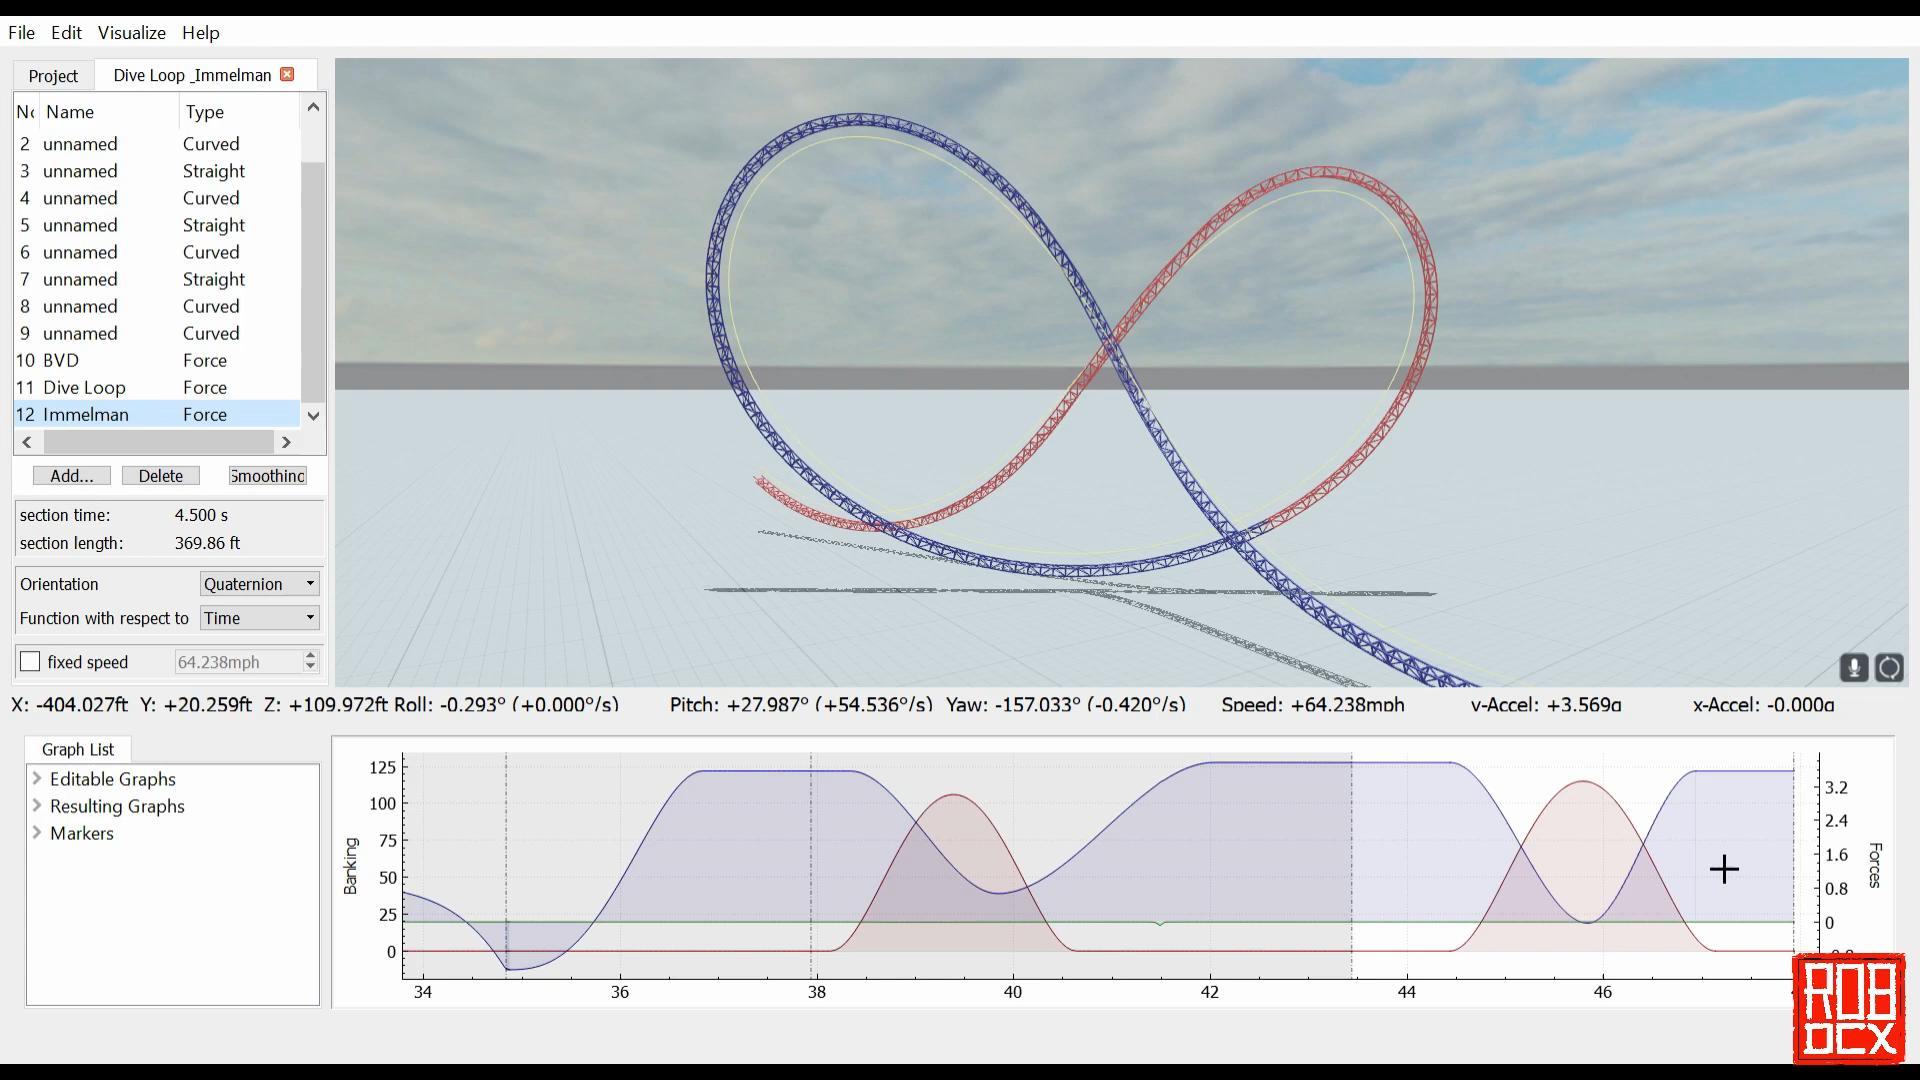 File Edit Visualize Help
Project Dive Loop _Immelman
Name Type
2 unnamed Curved
3 unnamed Straight
4 unnamed Curved
5 unnamed Straight
6 unnamed Curved
7 unnamed Straight
8 unnamed Curved
9 unnamed Curved
10 BVD Force
11 Dive Loop Force
12 Immelman Force
Add... Delete Smoothing
section time: 4.500 s
section length: 369.86 ft
Orientation Quaternion
Function with respect to Time
fixed speed 64.238mph
X: -404.027ft Y: +20.259ft Z: +109.972ft Roll: -0.293° (+0.000°/s) Pitch: +27.987° (+54.536°/s) Yaw: -157.033° (-0.420°/s) Speed: +64.238mph y-Accel: +3.569g x-Accel: -0.000g
Graph List
Editable Graphs
Resulting Graphs
Markers
Banking
125
100
75
50
25
0
34 36 38 40 42 44 46
3.2
2.4
1.6
0.8
0
Forces